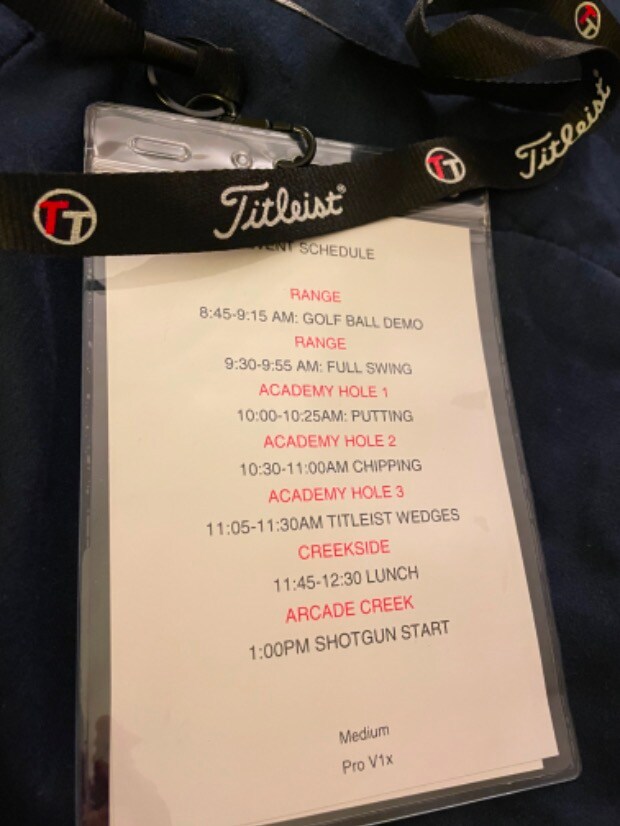 Titleist
TT
Titleist®
TT
SCHEDULE
RANGE
8:45-9:15 AM: GOLF BALL DEMO
RANGE
9:30-9:55 AM: FULL SWING
ACADEMY HOLE 1
10:00-10:25AM: PUTTING
ACADEMY HOLE 2
10:30-11:00AM CHIPPING
ACADEMY HOLE 3
11:05-11:30AM TITLEIST WEDGES
CREEKSIDE
11:45-12:30 LUNCH
ARCADE CREEK
1:00PM SHOTGUN START
Medium
Pro V1x